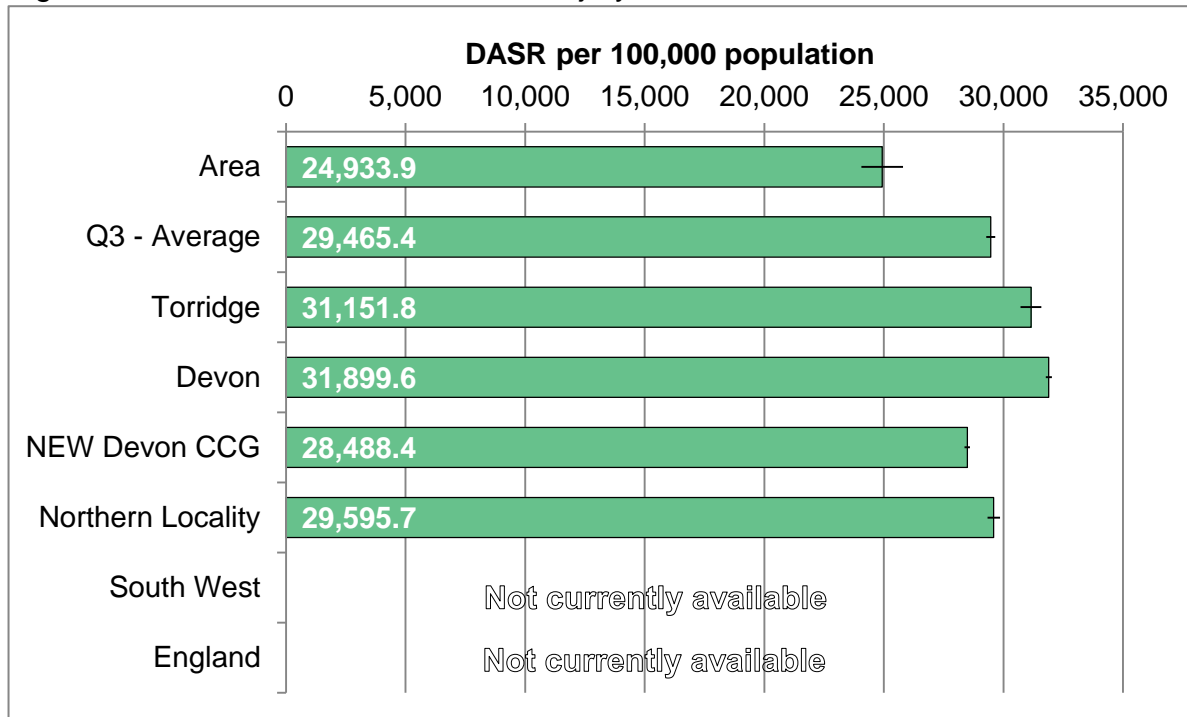 DASR per 100,000 population
0 5,000 10,000 15,000 20,000 25,000 30,000 35,000
Area 24,933.9
Q3 - Average 29,465.4
Torridge 31,151.8
Devon 31,899.6
NEW Devon CCG 28,488.4
Northern Locality 29,595.7
South West Not currently available
England Not currently available